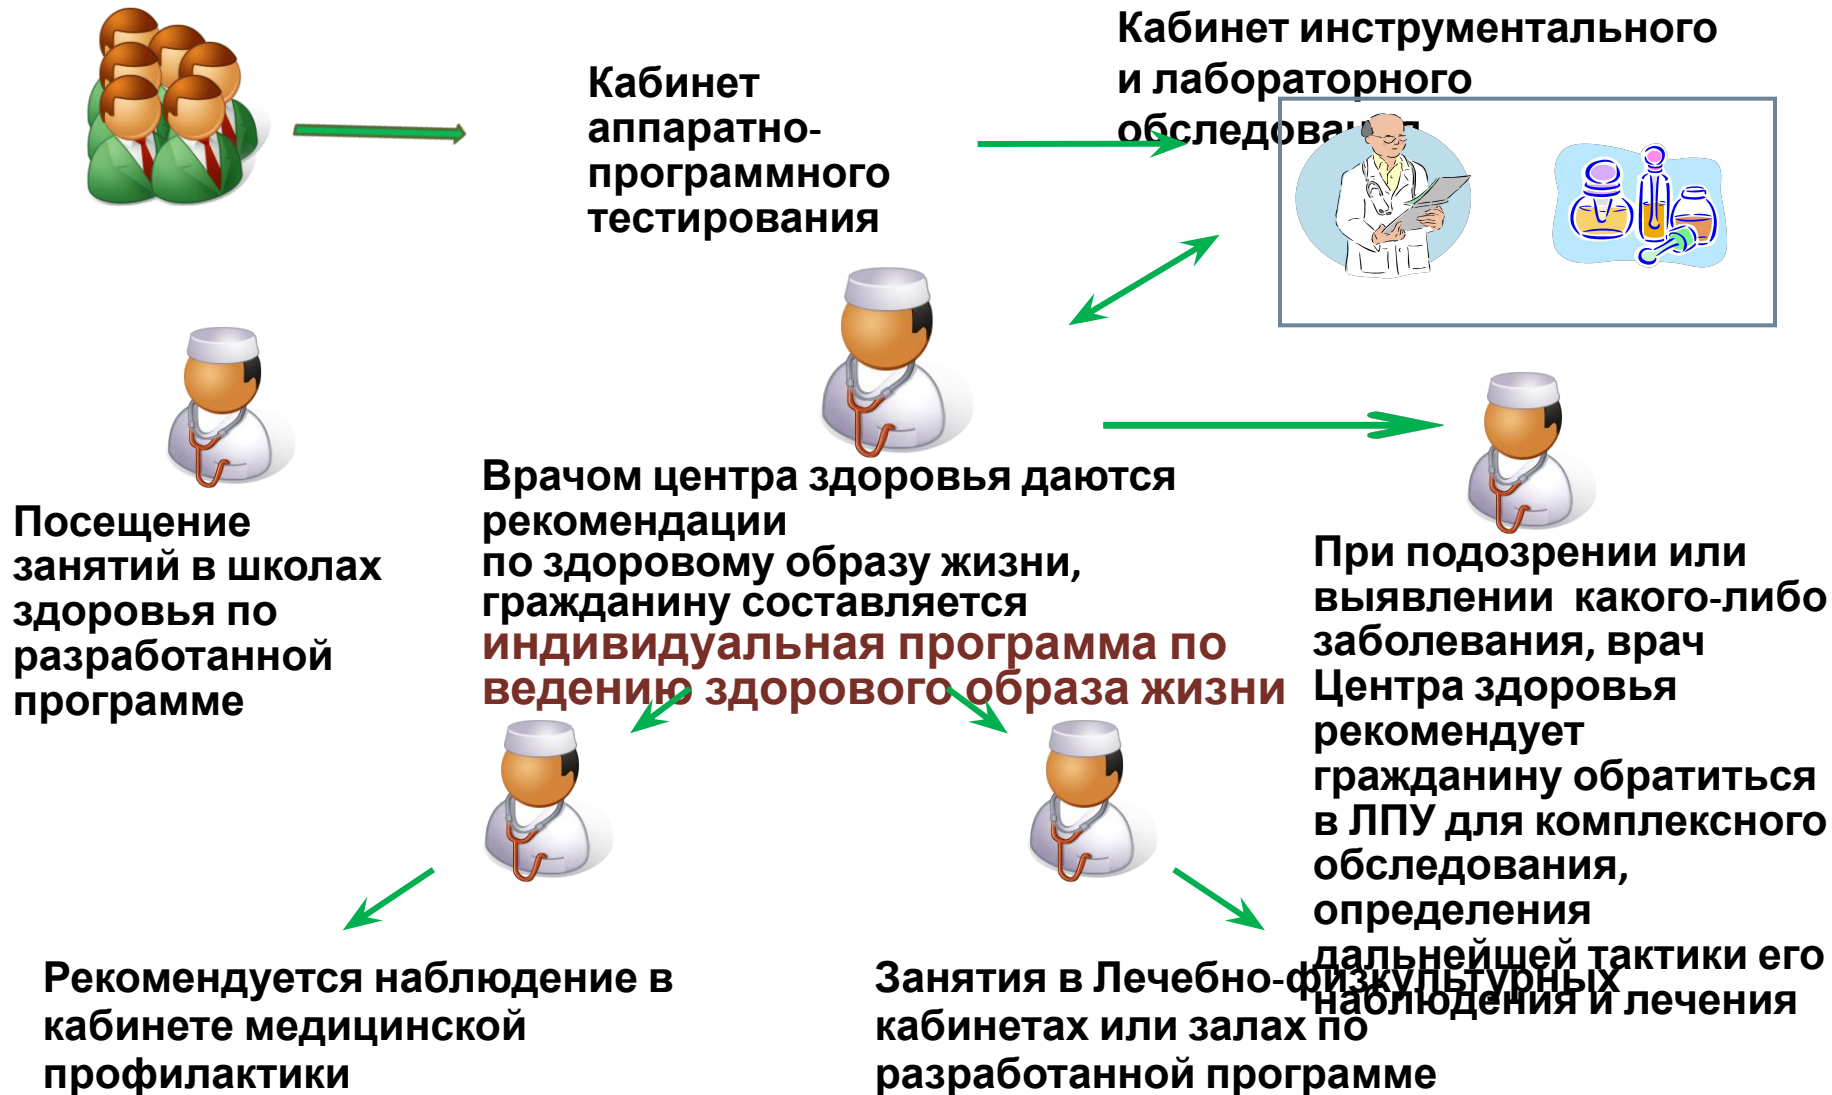 Кабинет
аппаратно-
программного
тестирования
Кабинет инструментального
и лабораторного
обследования
Посещение
занятий в школах
здоровья по
разработанной
программе
Врачом центра здоровья даются
рекомендации
по здоровому образу жизни,
гражданину составляется
индивидуальная программа по
ведению здорового образа жизни
При подозрении или
выявлении какого-либо
заболевания, врач
Центра здоровья
рекомендует
гражданину обратиться
в ЛПУ для комплексного
обследования,
определения
дальнейшей тактики его
наблюдения и лечения
Рекомендуется наблюдение в
кабинете медицинской
профилактики
Занятия в Лечебно-физкультурных
кабинетах или залах по
разработанной программе